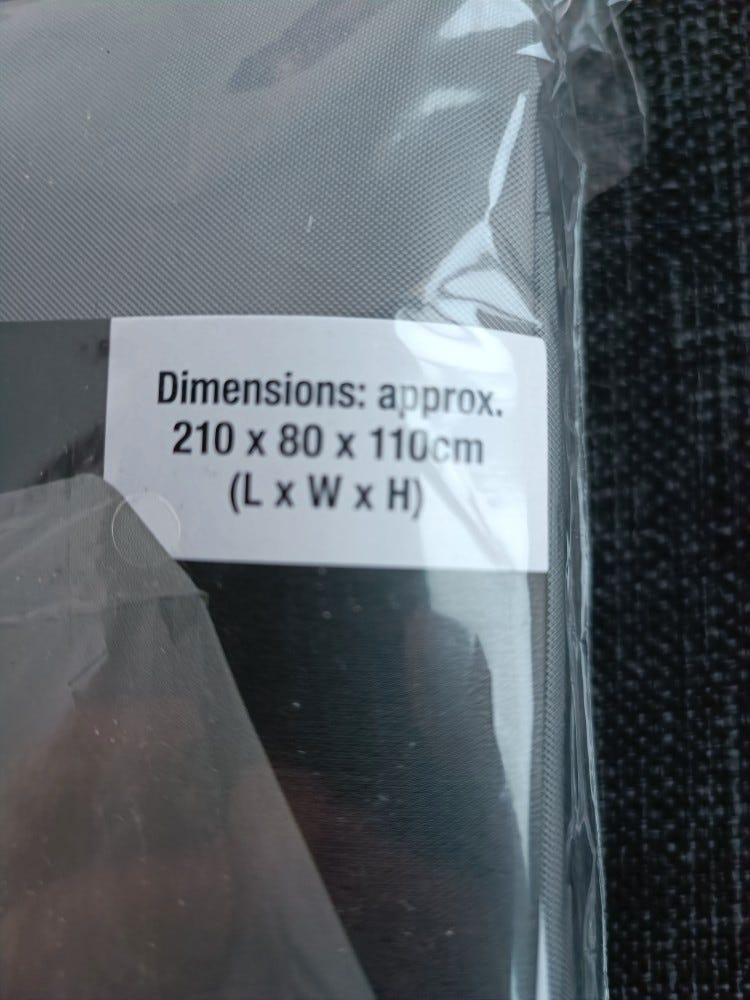 Dimensions: approx.
210 x 80 x 110cm
(L x W x H)